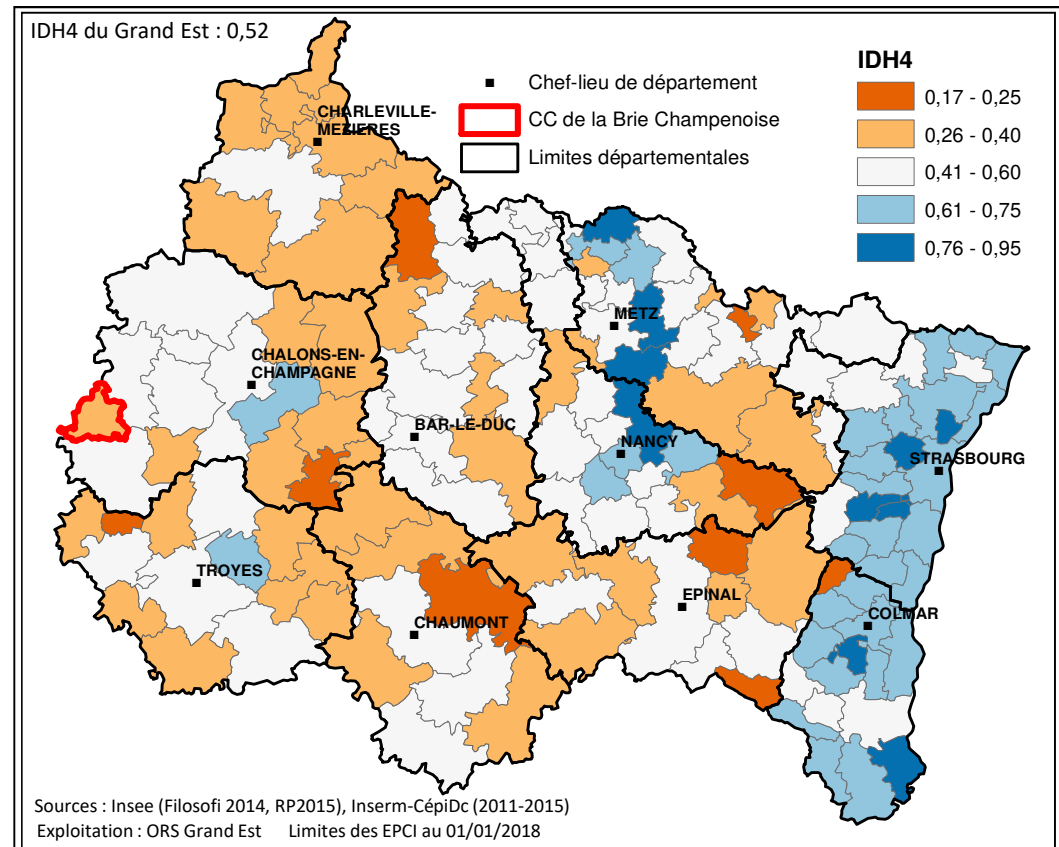 IDH4 du Grand Est : 0,52
IDH4
Chef-lieu de département
CC de la Brie Champenoise
Limites départementales
0,17 - 0,25
0,26 - 0,40
0,41 - 0,60
0,61 - 0,75
0,76 - 0,95
CHARLEVILLE-
MEZIERES
METZ
CHALONS-EN-
CHAMPAGNE
BAR-LE-DUC
NANCY
STRASBOURG
TROYES
EPINAL
CHAUMONT
COLMAR
Sources : Insee (Filosofi 2014, RP2015), Inserm-CépiDc (2011-2015)
Exploitation : ORS Grand Est Limites des EPCI au 01/01/2018